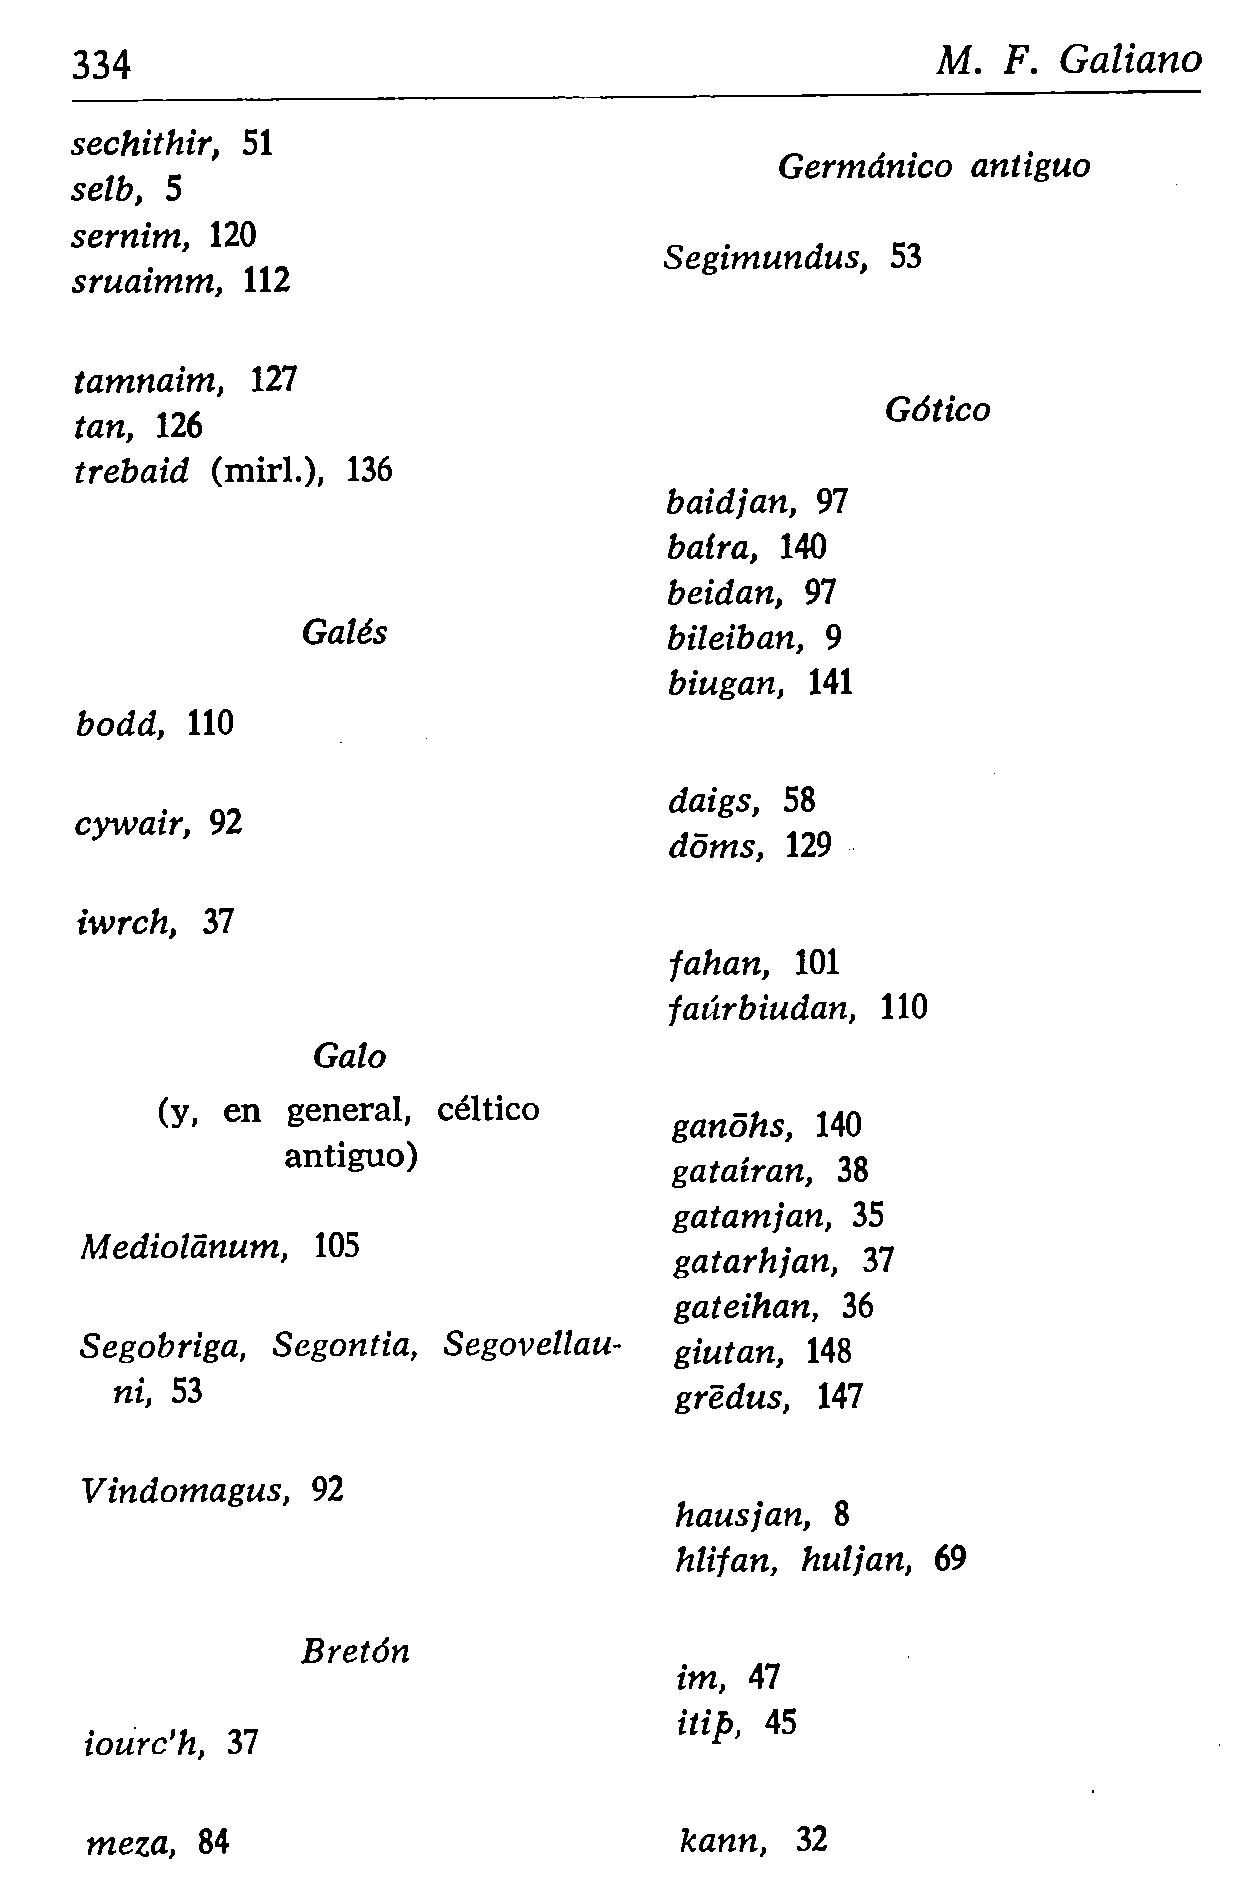 334
M. F. Galiano
sechithir, 51
selb, 5
sernim, 120
sruaimm, 112
tamnaim, 127
tan, 126
trebaid (mirl.), 136
Galés
bodd, 110
cywair, 92
iwrch, 37
Galo
(y, en general, céltico
antiguo)
Mediolānum, 105
Segobriga, Segontia, Segovellau-
ni, 53
Vindomagus, 92
Bretón
iourc'h, 37
meza, 84
Germánico antiguo
Segimundus, 53
Gótico
baidjan, 97
baíra, 140
beidan, 97
bileiban, 9
biugan, 141
daigs, 58
dōms, 129
fahan, 101
faúrbiudan, 110
ganōhs, 140
gataíran, 38
gatamjan, 35
gatarhjan, 37
gateihan, 36
giutan, 148
grēdus, 147
hausjan, 8
hlifan, huljan, 69
im, 47
itiþ, 45
kann, 32